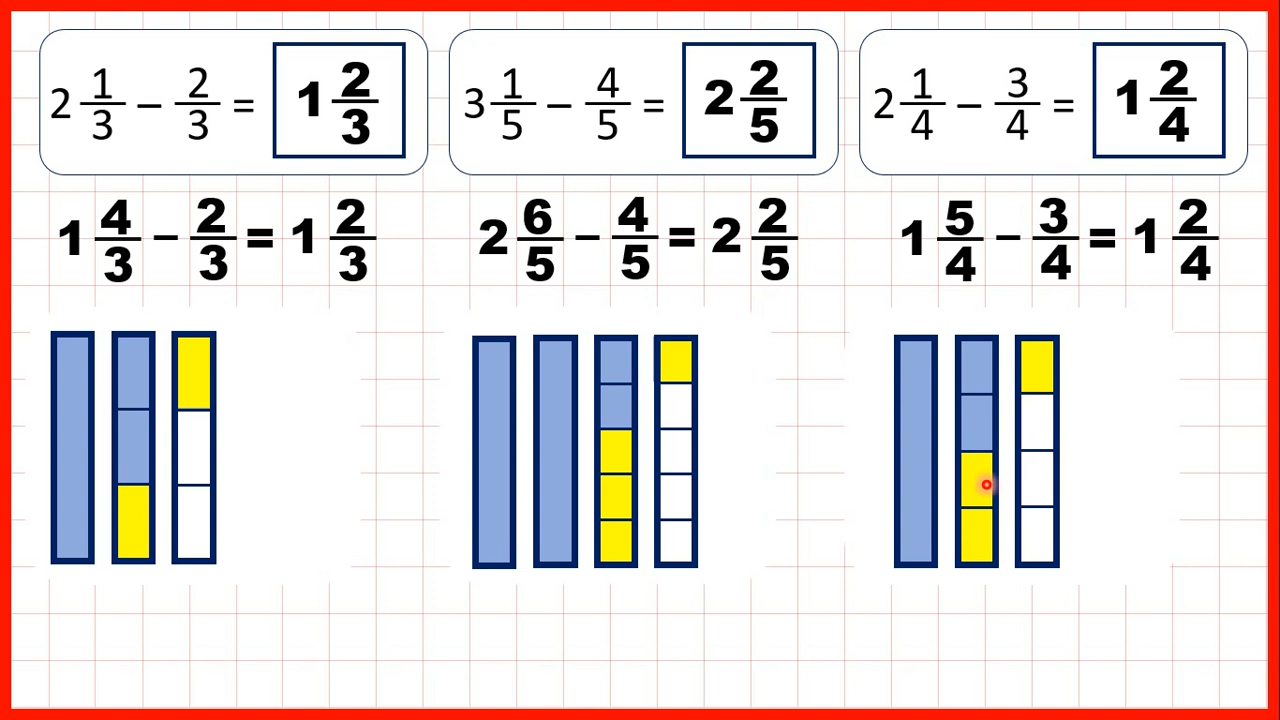 2 1/3 – 2/3 = 1 2/3
3 1/5 – 4/5 = 2 2/5
2 1/4 – 3/4 = 1 2/4
1 4/3 – 2/3 = 1 2/3
2 6/5 – 4/5 = 2 2/5
1 5/4 – 3/4 = 1 2/4